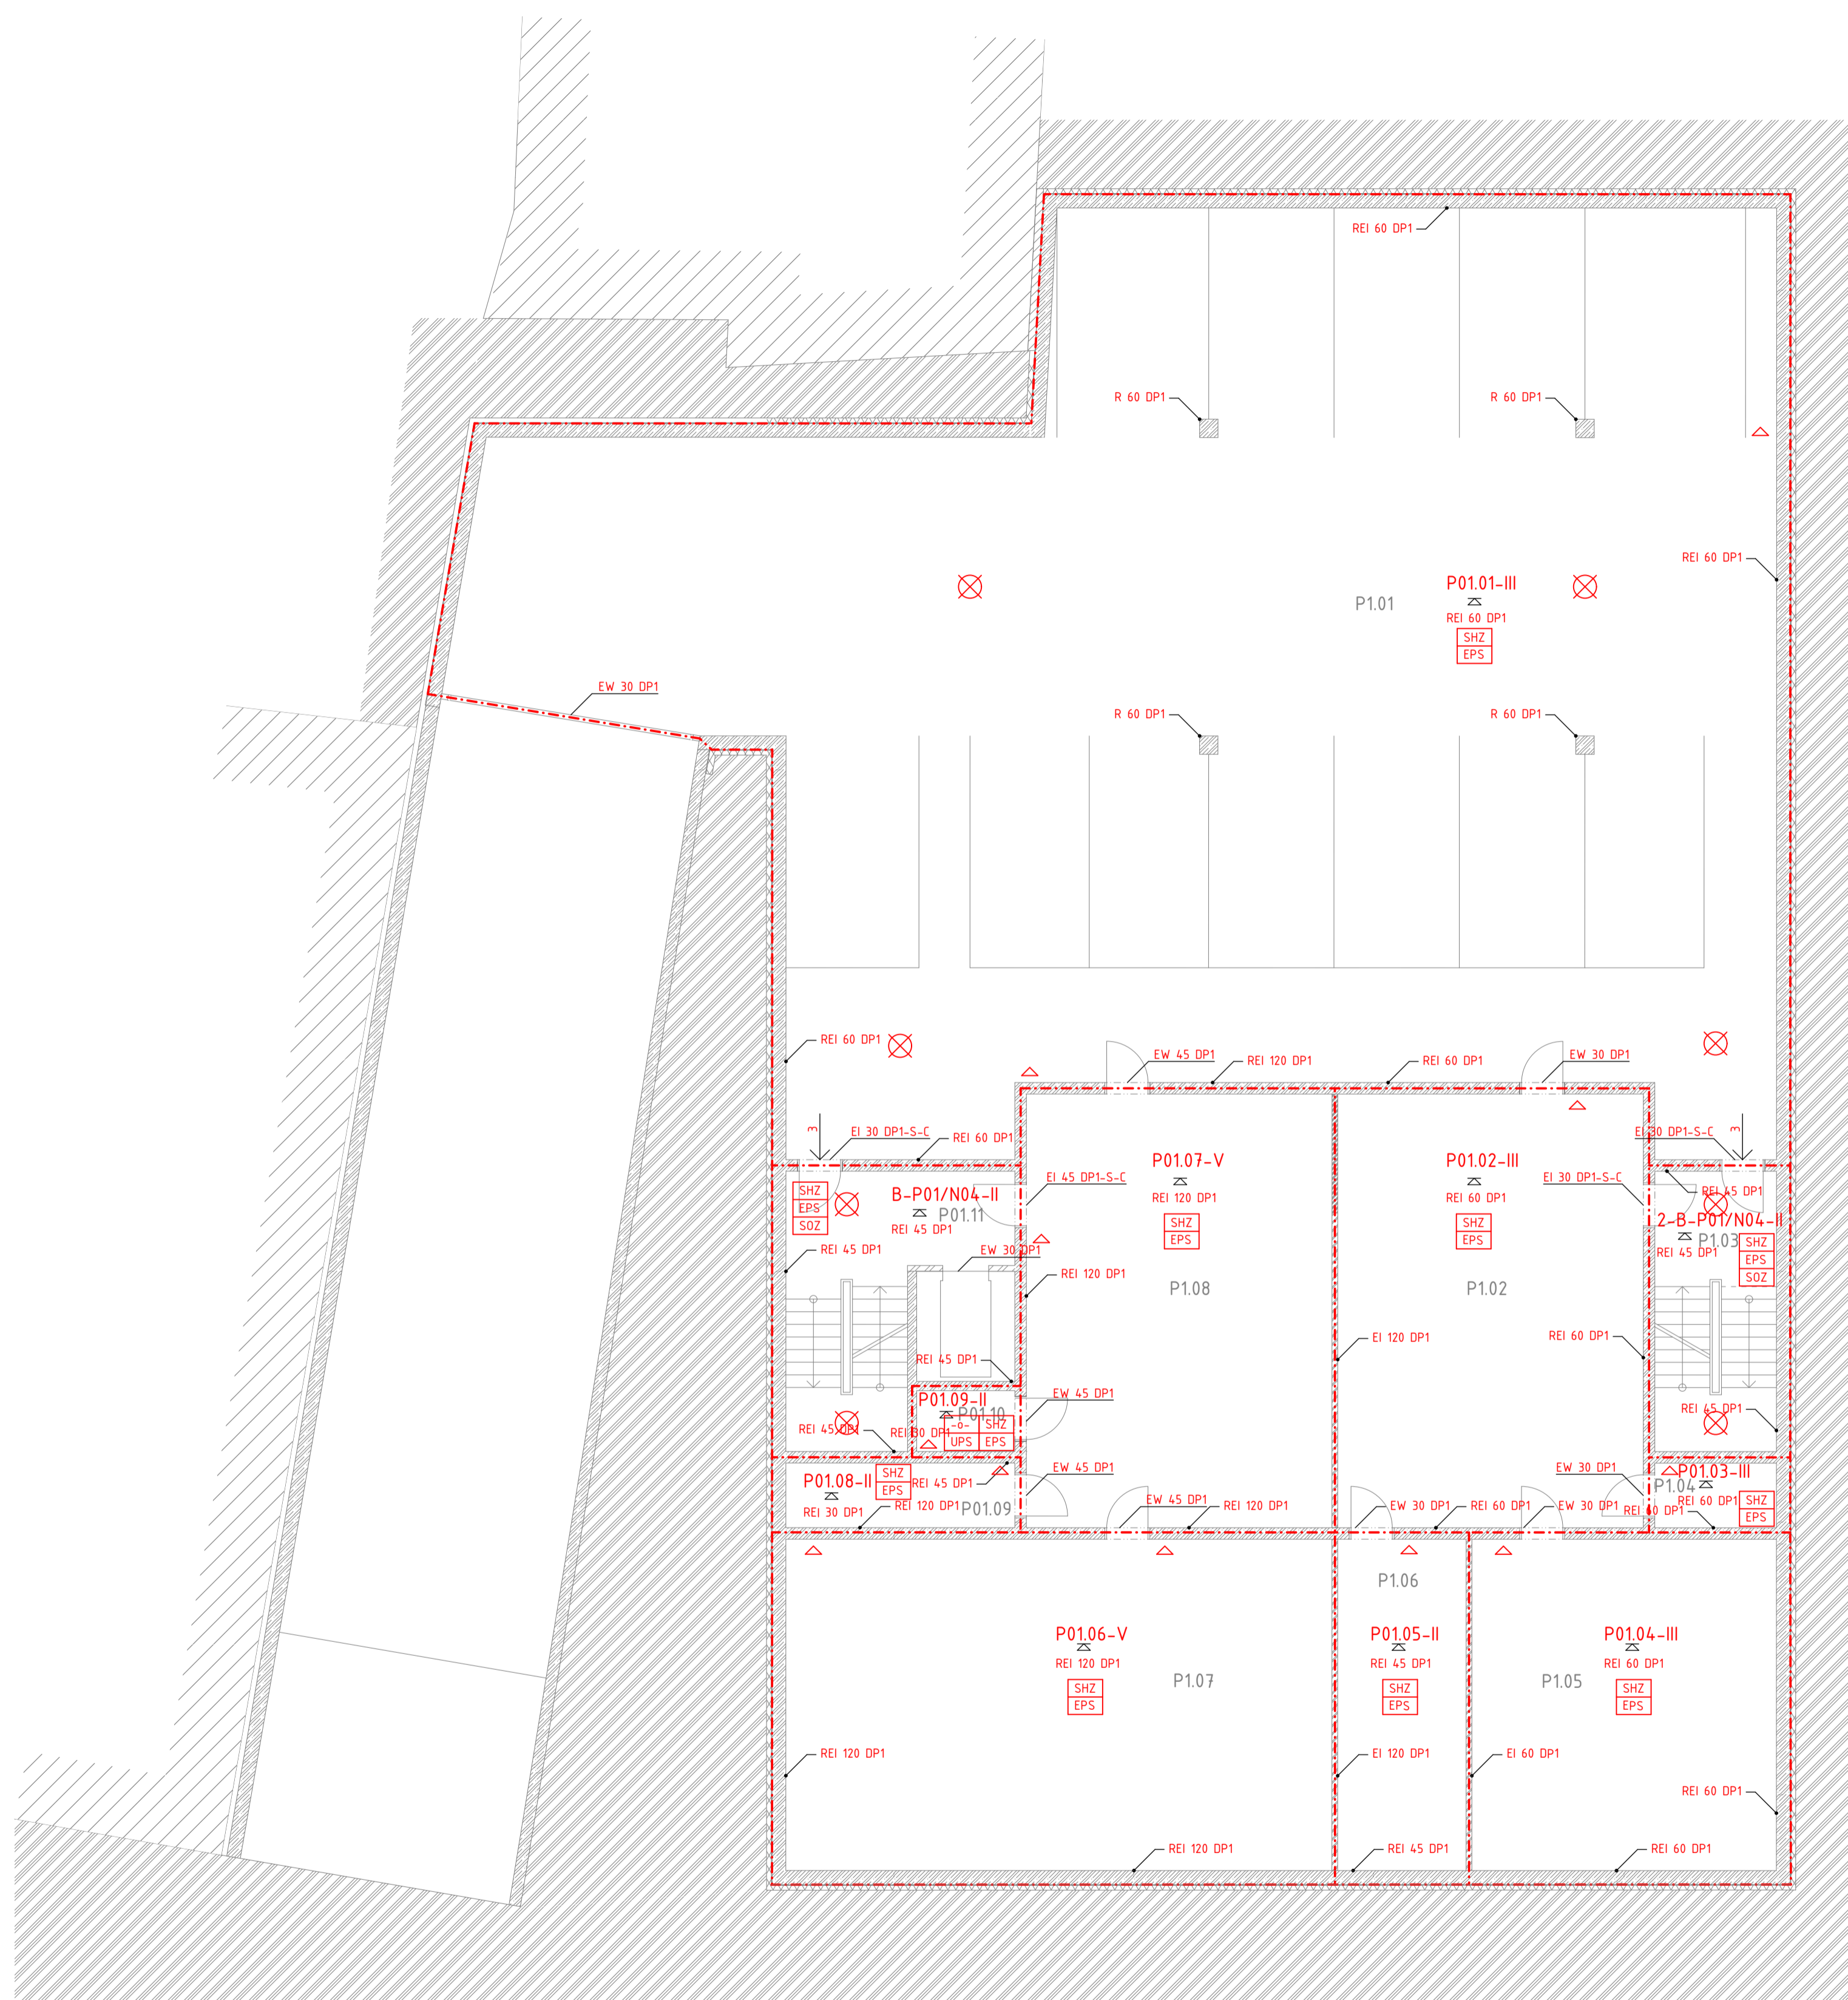 REI 60 DP1
R 60 DP1
R 60 DP1
REI 60 DP1
P01.01-III
P1.01
REI 60 DP1
SHZ
EPS
EW 30 DP1
R 60 DP1
R 60 DP1
REI 60 DP1
EW 45 DP1
REI 120 DP1
REI 60 DP1
EW 30 DP1
3
EI 30 DP1-S-C
REI 60 DP1
EI 30 DP1-S-C
3
P01.07-V
P01.02-III
EI 45 DP1-S-C
EI 30 DP1-S-C
REI 45 DP1
SHZ
EPS
SOZ
B-P01/N04-II
P01.11
REI 45 DP1
REI 120 DP1
SHZ
EPS
REI 60 DP1
SHZ
EPS
2-B-P01/N04-II
P1.03
REI 45 DP1
SHZ
EPS
SOZ
REI 45 DP1
EW 30 DP1
REI 120 DP1
P1.08
P1.02
EI 120 DP1
REI 60 DP1
REI 45 DP1
P01.09-II
P01.10
EW 45 DP1
REI 45 DP1
REI 45 DP1
REI 30 DP1
-o-
SHZ
UPS
EPS
P01.08-II
SHZ
EPS
REI 45 DP1
EW 45 DP1
EW 30 DP1
P01.03-III
P1.04
REI 60 DP1
SHZ
EPS
REI 30 DP1
REI 120 DP1
P01.09
EW 45 DP1
REI 120 DP1
EW 30 DP1
REI 60 DP1
EW 30 DP1
REI 60 DP1
P1.06
P01.06-V
P01.05-II
P01.04-III
REI 120 DP1
REI 45 DP1
REI 60 DP1
P1.07
P1.05
SHZ
EPS
SHZ
EPS
SHZ
EPS
REI 120 DP1
EI 120 DP1
EI 60 DP1
REI 60 DP1
REI 120 DP1
REI 45 DP1
REI 60 DP1